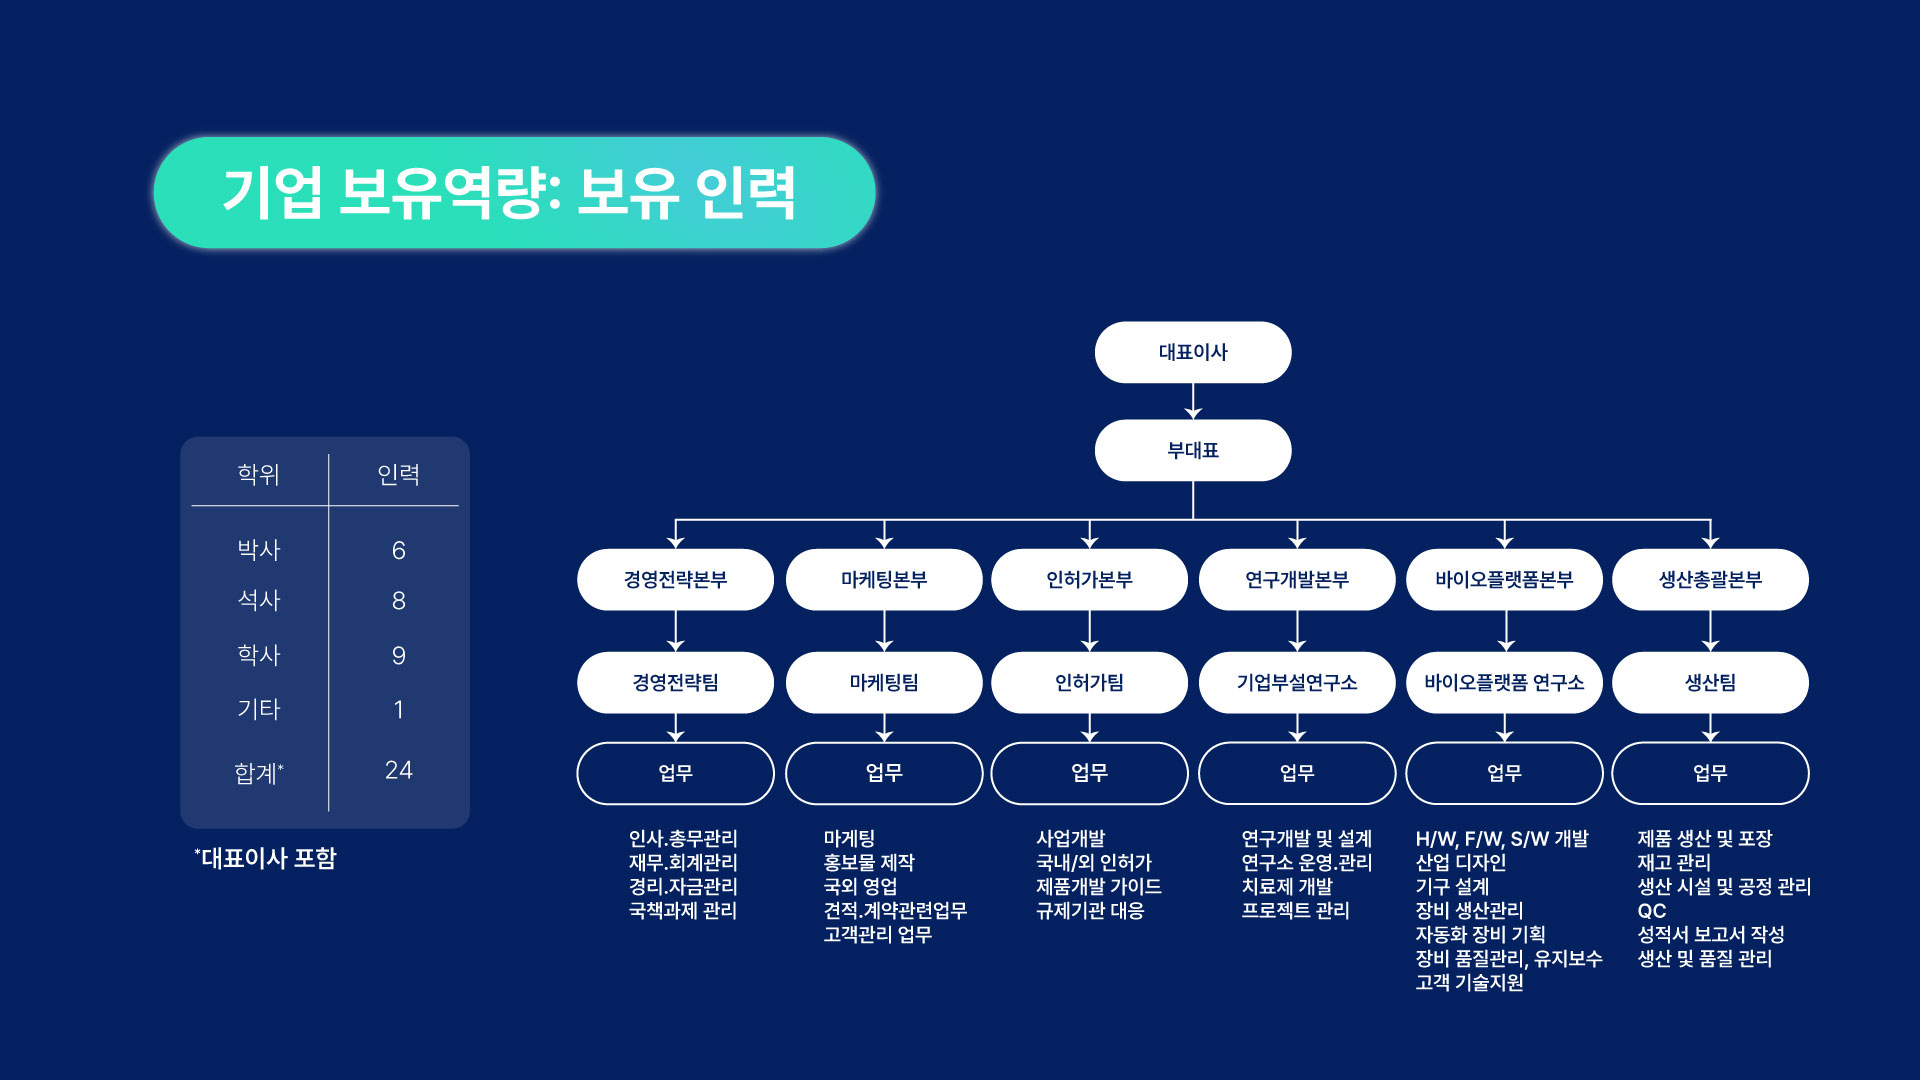 기업 보유역량: 보유 인력
학위 인력
박사 6
석사 8
학사 9
기타 1
합계* 24
*대표이사 포함
대표이사
부대표
경영전략본부 마케팅본부 인허가본부 연구개발본부 바이오플랫폼본부 생산총괄본부
경영전략팀 마케팅팀 인허가팀 기업부설연구소 바이오플랫폼 연구소 생산팀
업무 업무 업무 업무 업무 업무
인사.총무관리
재무.회계관리
경리.자금관리
국책과제 관리
마게팅
홍보물 제작
국외 영업
견적.계약관련업무
고객관리 업무
사업개발
국내/외 인허가
제품개발 가이드
규제기관 대응
연구개발 및 설계
연구소 운영.관리
치료제 개발
프로젝트 관리
H/W, F/W, S/W 개발
산업 디자인
기구 설계
장비 생산관리
자동화 장비 기획
장비 품질관리, 유지보수
고객 기술지원
제품 생산 및 포장
재고 관리
생산 시설 및 공정 관리
QC
성적서 보고서 작성
생산 및 품질 관리